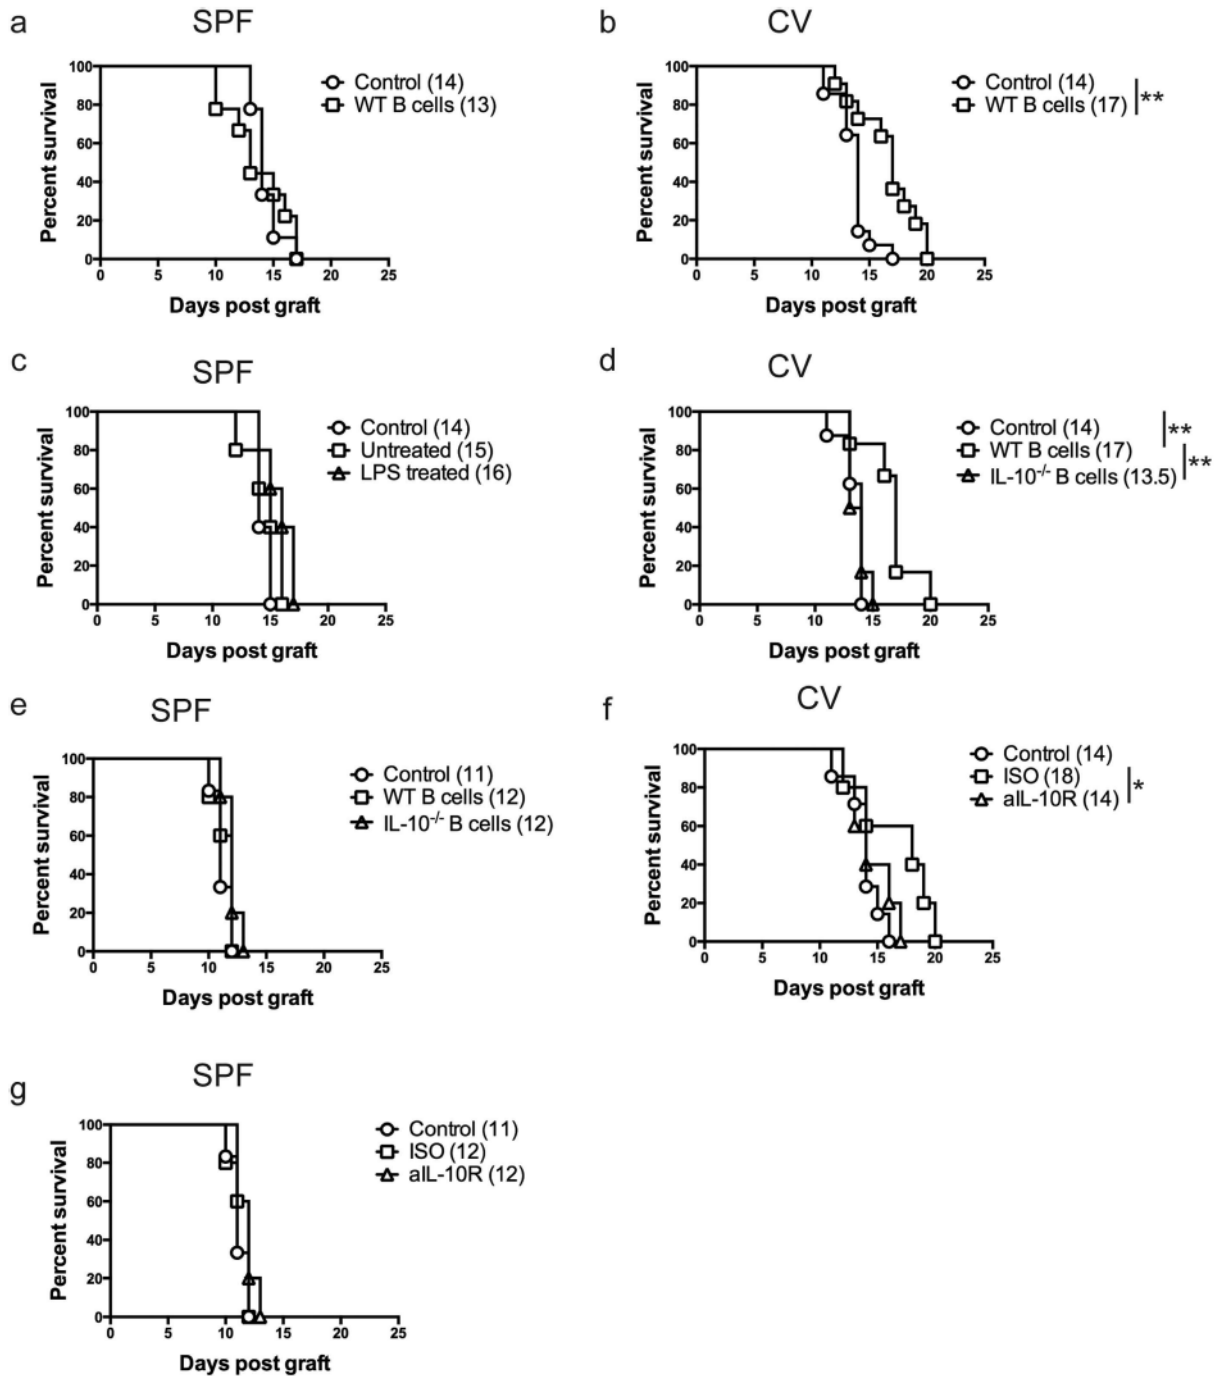 a
SPF
Percent survival
100
80
60
40
20
0
0 5 10 15 20 25
Days post graft
Control (14)
WT B cells (13)
b
CV
Percent survival
100
80
60
40
20
0
0 5 10 15 20 25
Days post graft
Control (14)
WT B cells (17)
**
c
SPF
Percent survival
100
80
60
40
20
0
0 5 10 15 20 25
Days post graft
Control (14)
Untreated (15)
LPS treated (16)
d
CV
Percent survival
100
80
60
40
20
0
0 5 10 15 20 25
Days post graft
Control (14)
WT B cells (17)
IL-10-/- B cells (13.5)
**
**
e
SPF
Percent survival
100
80
60
40
20
0
0 5 10 15 20 25
Days post graft
Control (11)
WT B cells (12)
IL-10-/- B cells (12)
f
CV
Percent survival
100
80
60
40
20
0
0 5 10 15 20 25
Days post graft
Control (14)
ISO (18)
aIL-10R (14)
*
g
SPF
Percent survival
100
80
60
40
20
0
0 5 10 15 20 25
Days post graft
Control (11)
ISO (12)
aIL-10R (12)